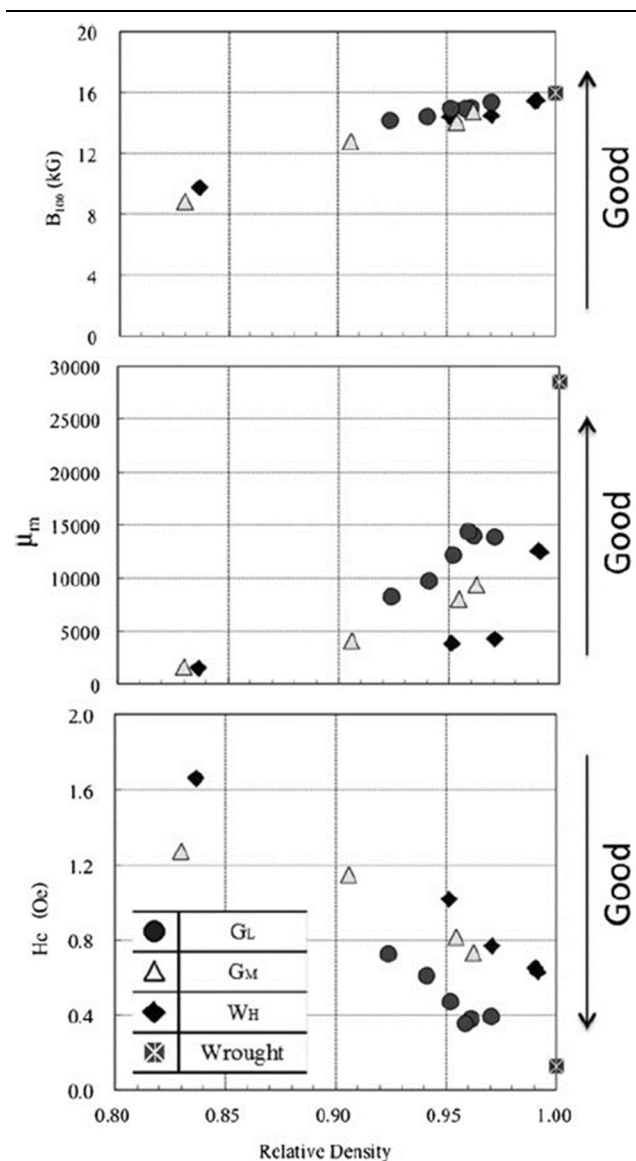 20
16
12
8
4
0
B100 (kG)
Good
30000
25000
20000
15000
10000
5000
0
μm
Good
2.0
1.6
1.2
0.8
0.4
0.0
Hc (Oe)
GL
GM
WH
Wrought
Good
0.80 0.85 0.90 0.95 1.00
Relative Density